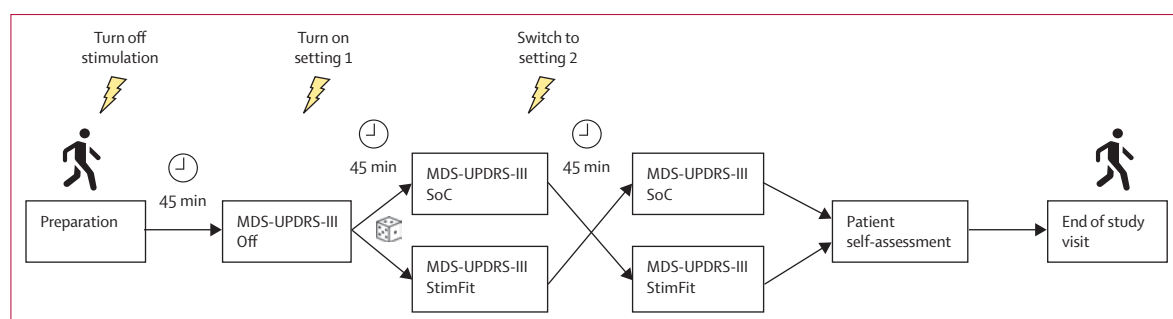 Turn off
stimulation
Turn on
setting 1
Switch to
setting 2
45 min
45 min
45 min
Preparation
MDS-UPDRS-III
Off
MDS-UPDRS-III
SoC
MDS-UPDRS-III
StimFit
MDS-UPDRS-III
SoC
MDS-UPDRS-III
StimFit
Patient
self-assessment
End of study
visit